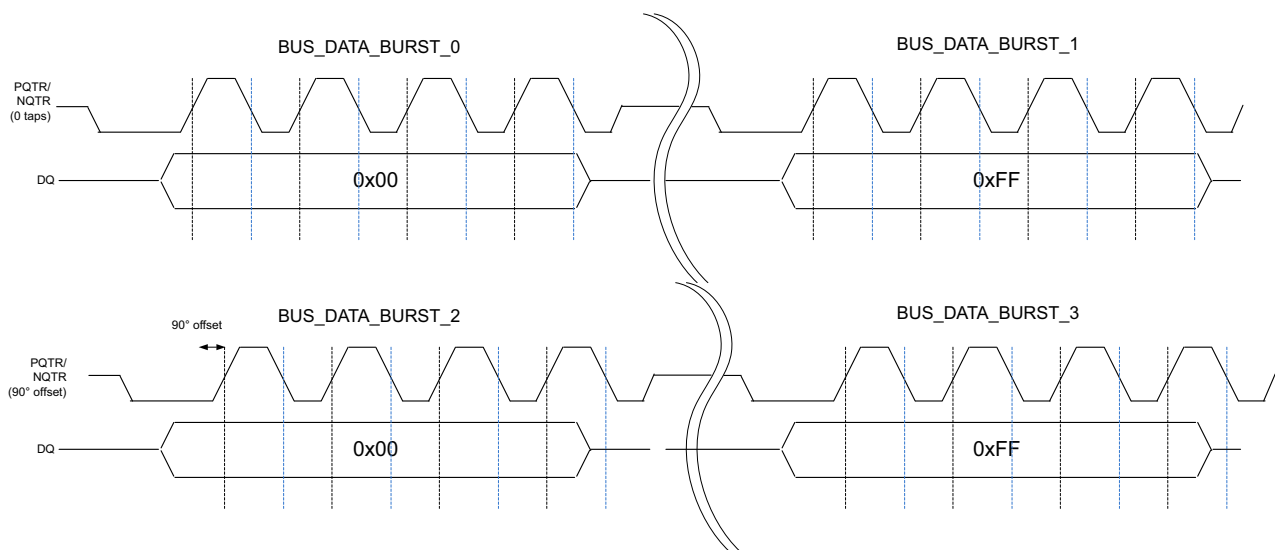 BUS_DATA_BURST_0
BUS_DATA_BURST_1
PQTR/
NQTR
(0 taps)
DQ
0x00
0xFF
BUS_DATA_BURST_2
BUS_DATA_BURST_3
90° offset
PQTR/
NQTR
(90° offset)
DQ
0x00
0xFF